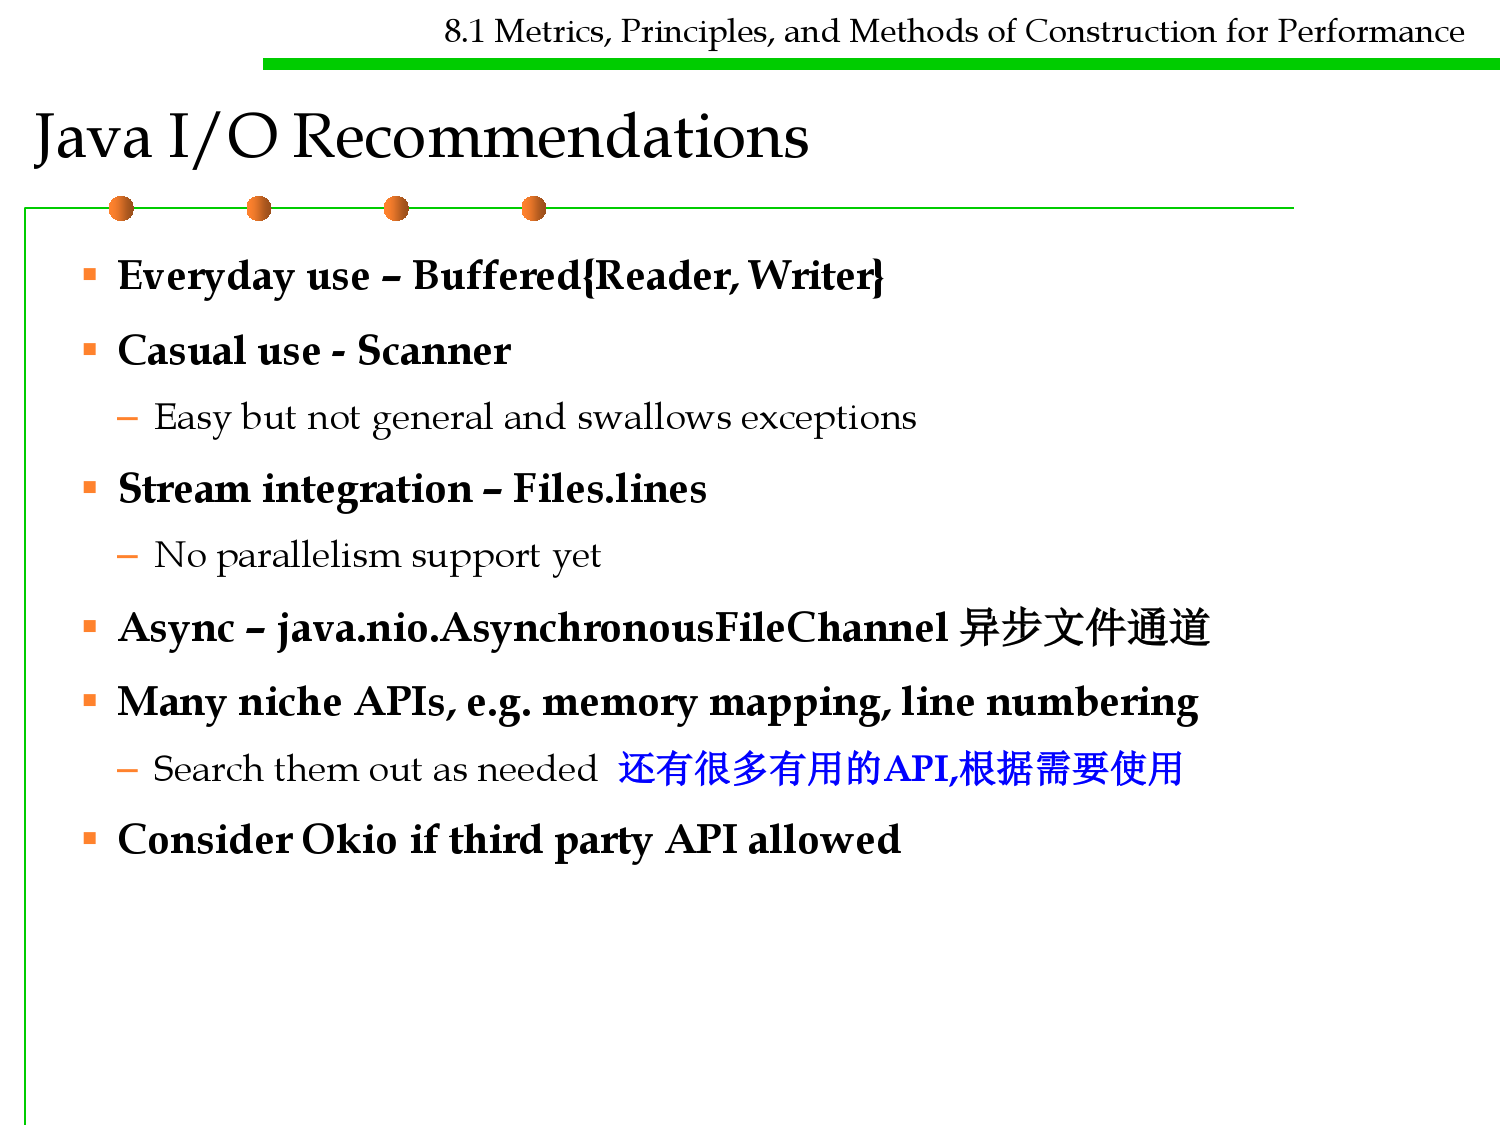 8.1 Metrics, Principles, and Methods of Construction for Performance
Java I/O Recommendations
▪ Everyday use – Buffered{Reader, Writer}
▪ Casual use - Scanner
– Easy but not general and swallows exceptions
▪ Stream integration – Files.lines
– No parallelism support yet
▪ Async – java.nio.AsynchronousFileChannel 异步文件通道
▪ Many niche APIs, e.g. memory mapping, line numbering
– Search them out as needed 还有很多有用的API,根据需要使用
▪ Consider Okio if third party API allowed